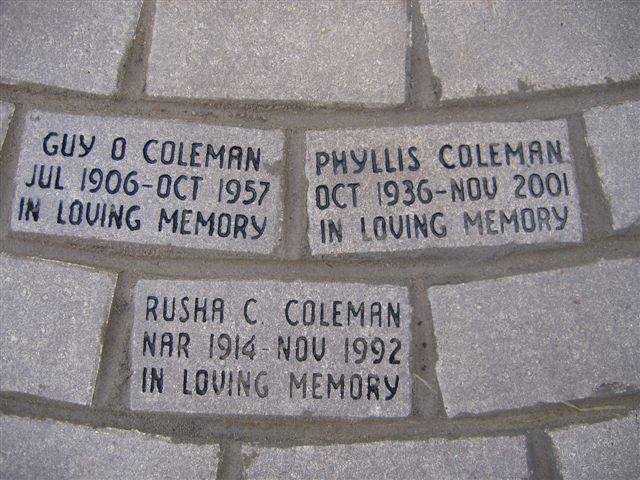 GUY O COLEMAN
JUL 1906-OCT 1957
IN LOVING MEMORY
PHYLLIS COLEMAN
OCT 1936-NOV 2001
IN LOVING MEMORY
RUSHA C. COLEMAN
NAR 1914-NOV 1992
IN LOVING MEMORY